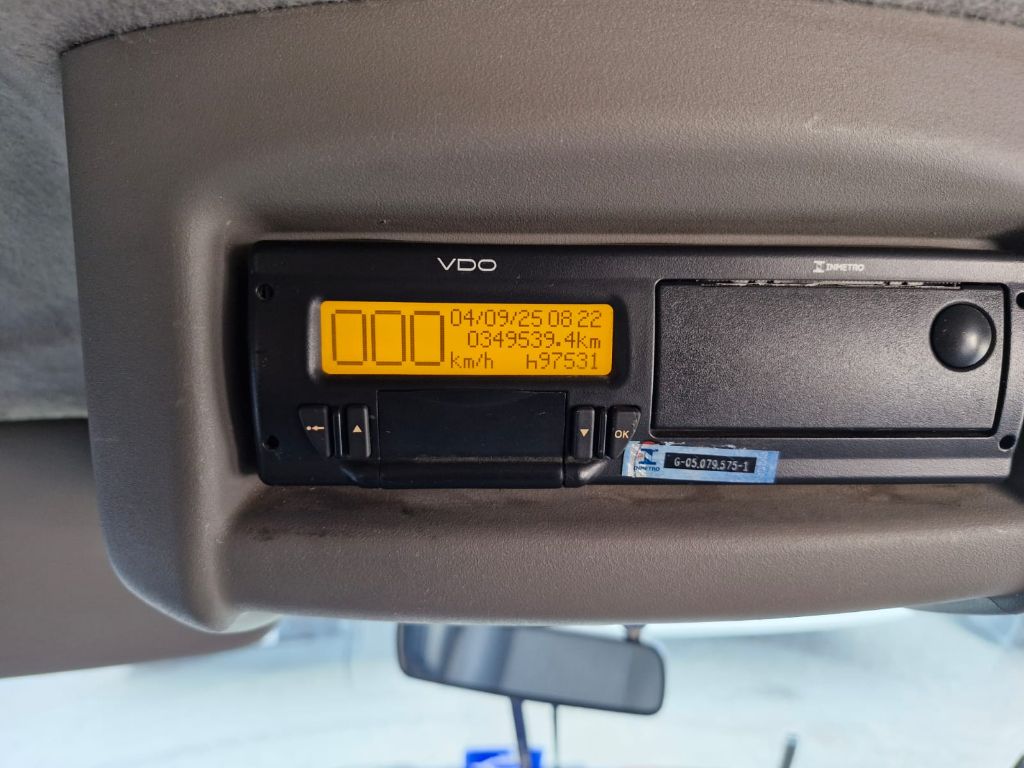 VDO
INMETRO
000 04/09/25 08 22
0349539.4km
km/h h97531
OK
INMETRO G-05.079.575-1